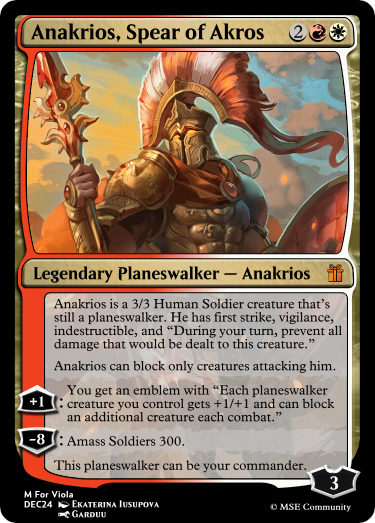 Anakrios, Spear of Akros 2
Legendary Planeswalker — Anakrios
Anakrios is a 3/3 Human Soldier creature that's
still a planeswalker. He has first strike, vigilance,
indestructible, and “During your turn, prevent all
damage that would be dealt to this creature.”
Anakrios can block only creatures attacking him.
+1: You get an emblem with “Each planeswalker
creature you control gets +1/+1 and can block
an additional creature each combat.”
-8: Amass Soldiers 300.
This planeswalker can be your commander.
3
M For Viola
DEC24 Ekaterina Iusupova
Garduu
© MSE Community